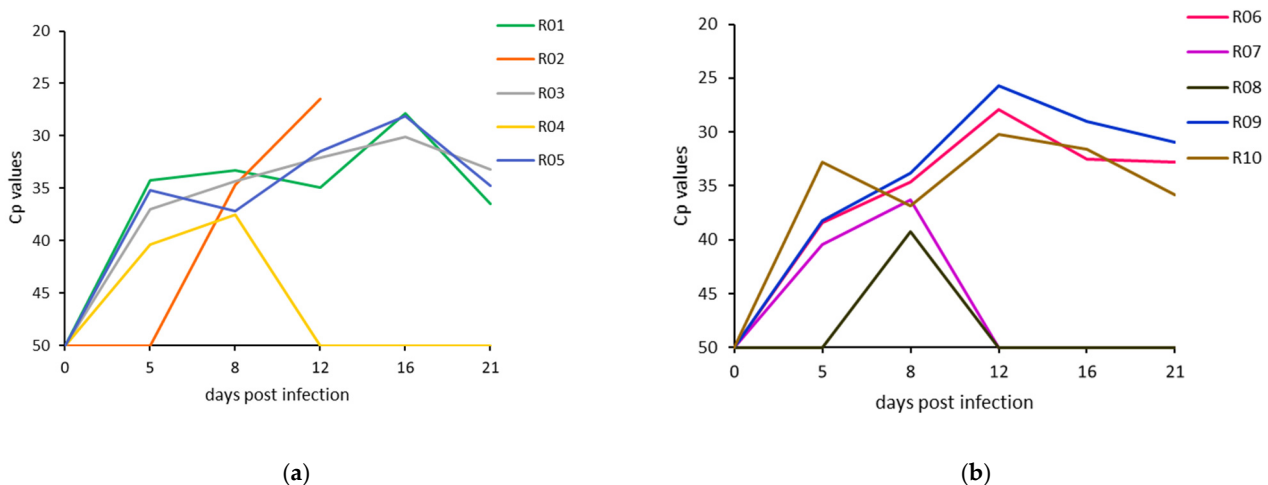 20
25
30
35
40
45
50
Cp values
0 5 8 12 16 21
days post infection
R01
R02
R03
R04
R05
(a)
20
25
30
35
40
45
50
Cp values
0 5 8 12 16 21
days post infection
R06
R07
R08
R09
R10
(b)